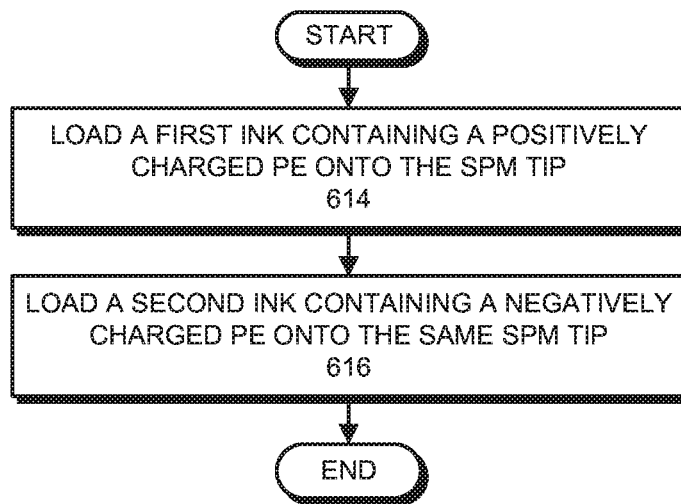 START
LOAD A FIRST INK CONTAINING A POSITIVELY
CHARGED PE ONTO THE SPM TIP
614
LOAD A SECOND INK CONTAINING A NEGATIVELY
CHARGED PE ONTO THE SAME SPM TIP
616
END